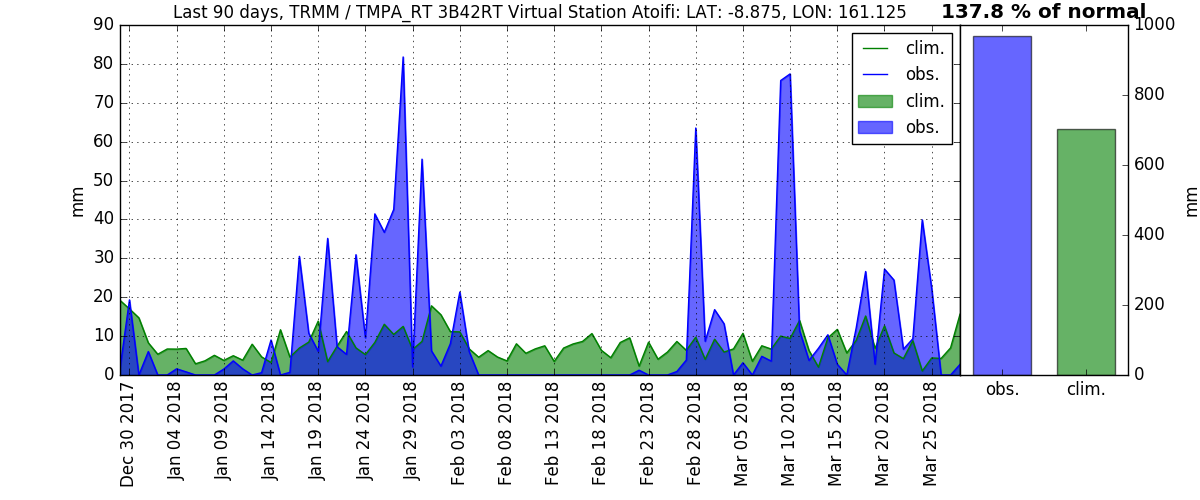 Last 90 days, TRMM / TMPA_RT 3B42RT Virtual Station Atoifi: LAT: -8.875, LON: 161.125
137.8 % of normal
90
80
70
60
50
40
30
20
10
0
mm
clim.
obs.
clim.
obs.
Dec 30 2017
Jan 04 2018
Jan 09 2018
Jan 14 2018
Jan 19 2018
Jan 24 2018
Jan 29 2018
Feb 03 2018
Feb 08 2018
Feb 13 2018
Feb 18 2018
Feb 23 2018
Feb 28 2018
Mar 05 2018
Mar 10 2018
Mar 15 2018
Mar 20 2018
Mar 25 2018
1000
800
600
400
200
0
mm
obs.
clim.